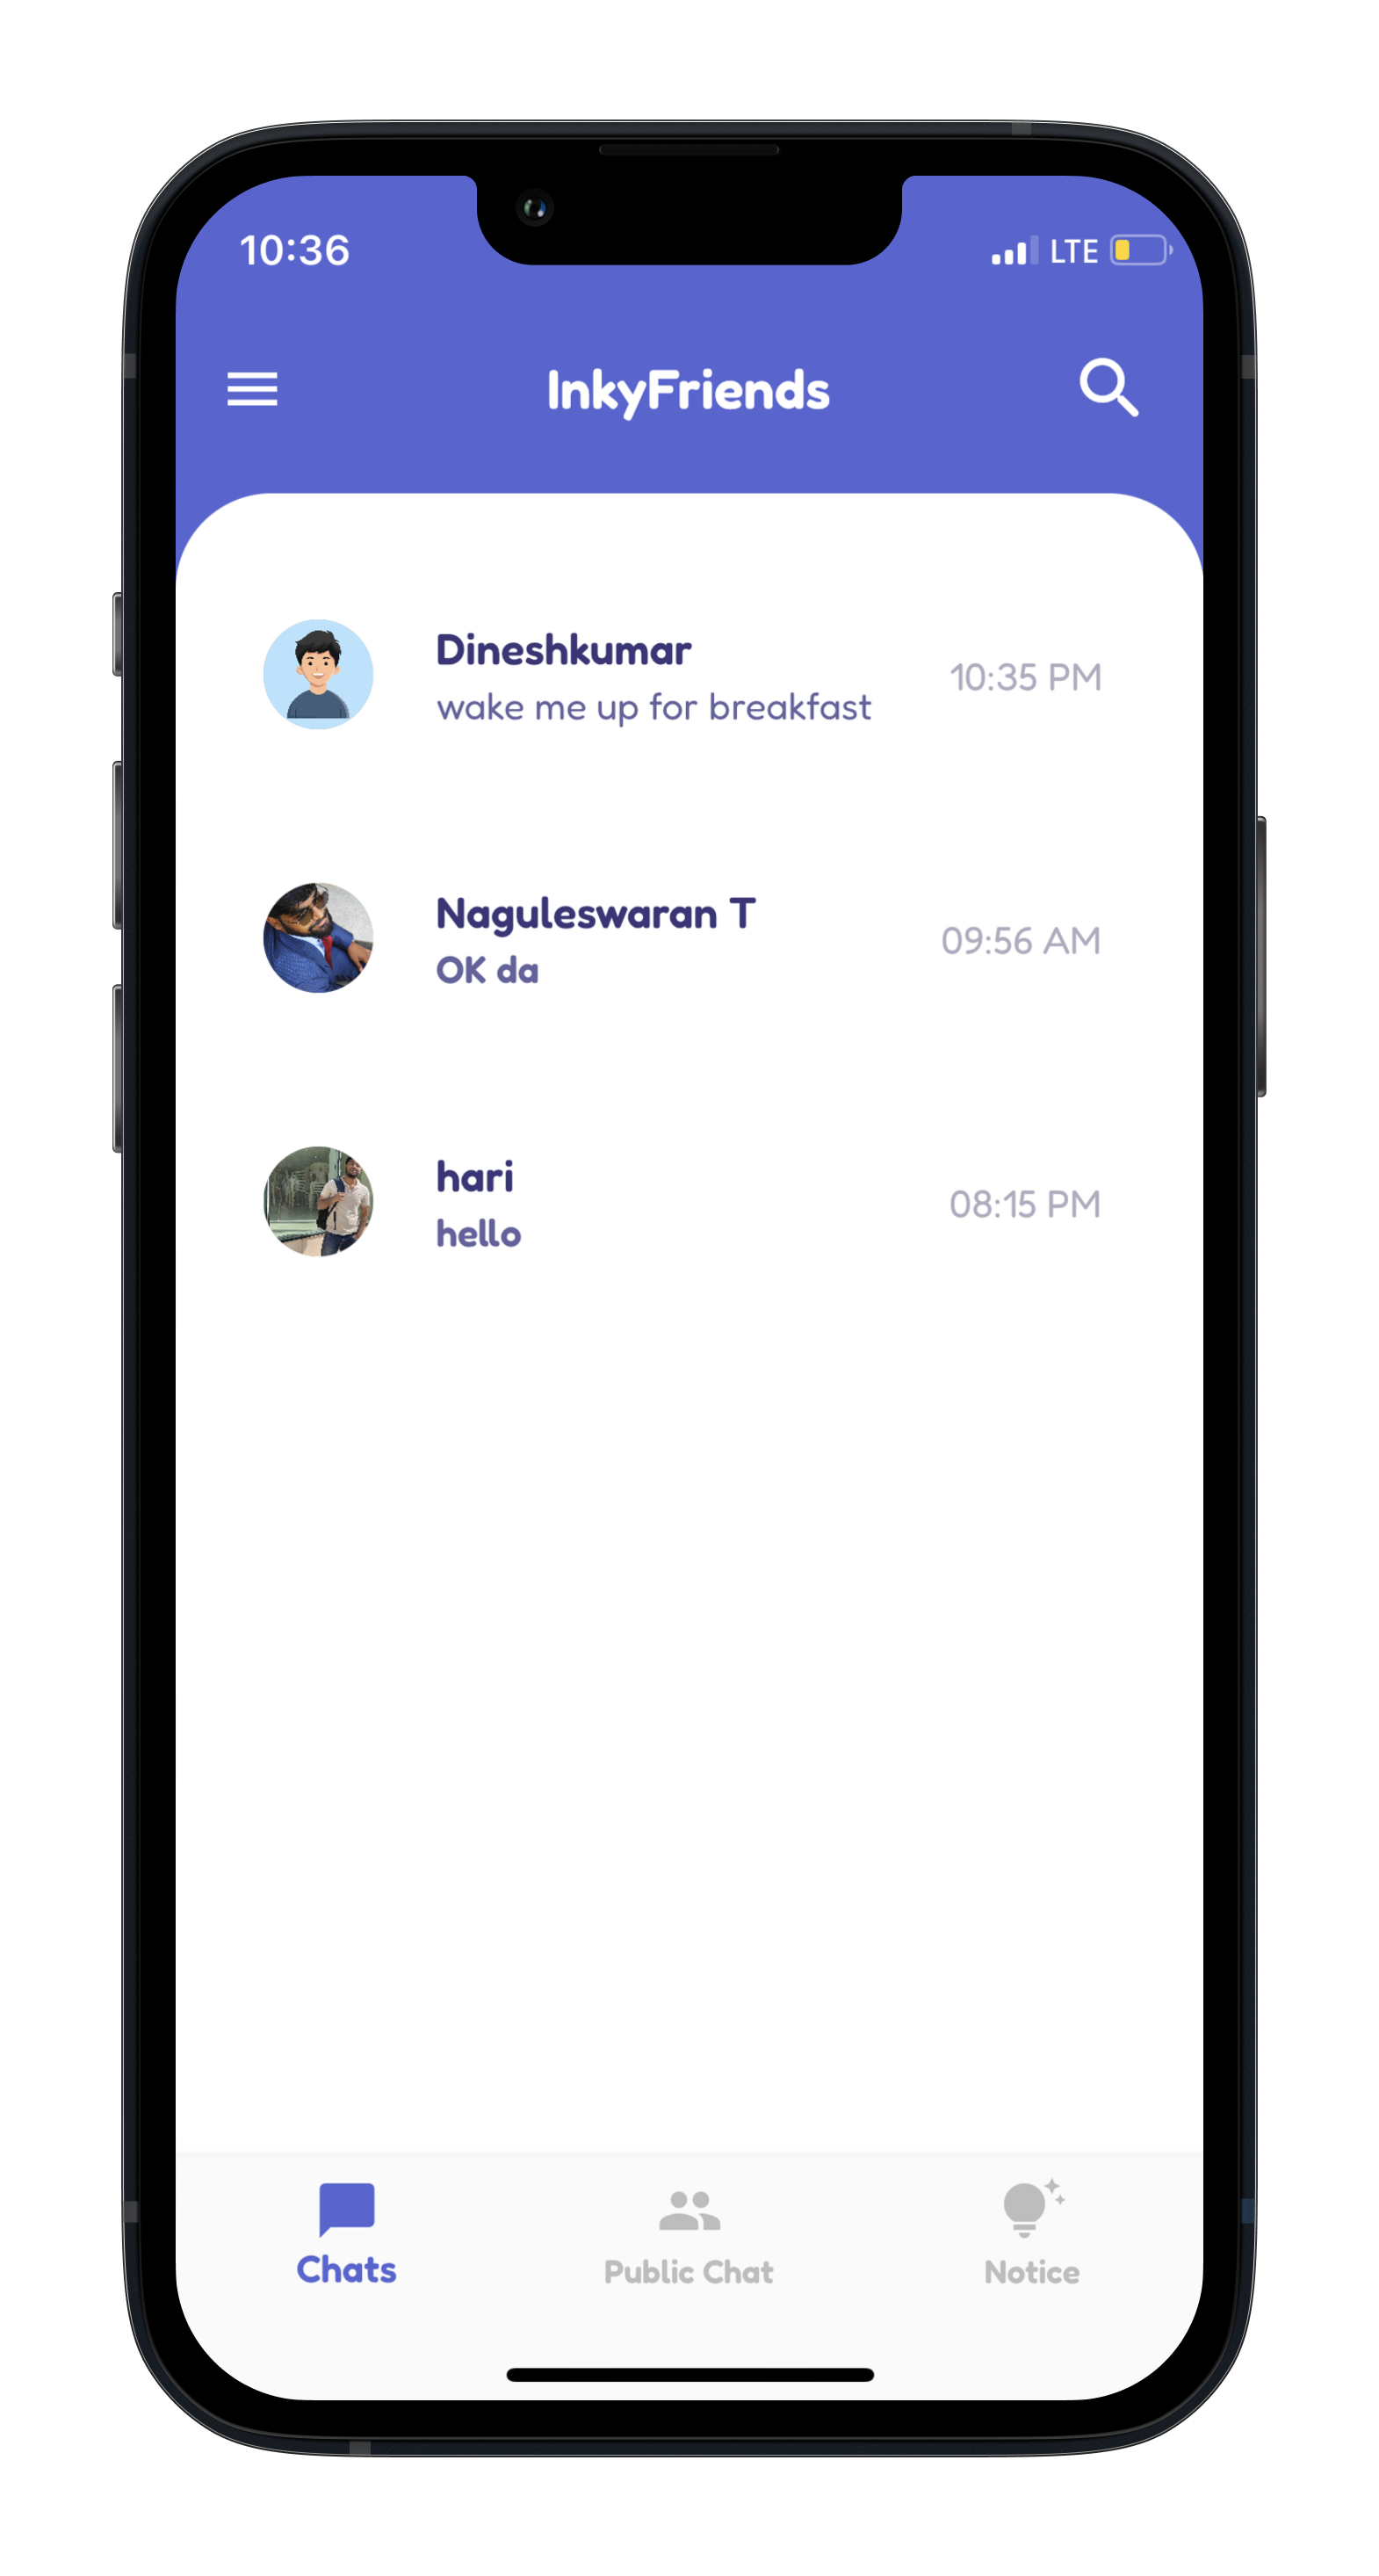 10:36
LTE
InkyFriends
Dineshkumar
wake me up for breakfast
10:35 PM
Naguleswaran T
OK da
09:56 AM
hari
hello
08:15 PM
Chats
Public Chat
Notice